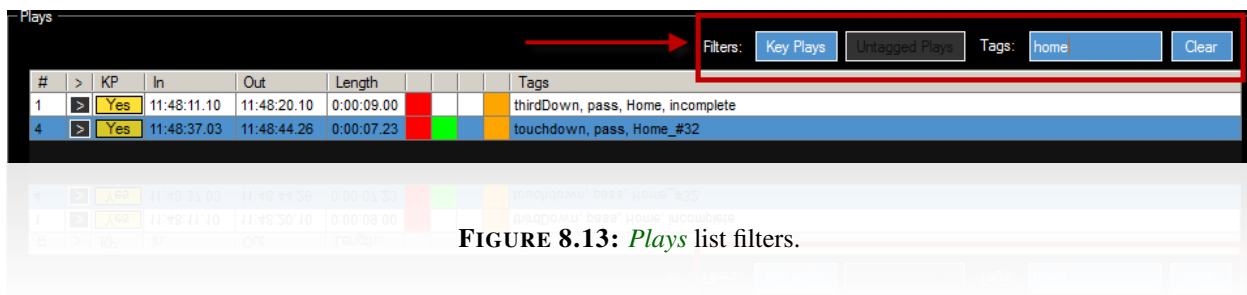 Plays
Filters: Key Plays Untagged Plays Tags: home Clear
# > KP In Out Length Tags
1 > Yes 11:48:11.10 11:48:20.10 0:00:09.00 thirdDown, pass, Home, incomplete
4 > Yes 11:48:37.03 11:48:44.26 0:00:07.23 touchdown, pass, Home_#32
FIGURE 8.13: Plays list filters.